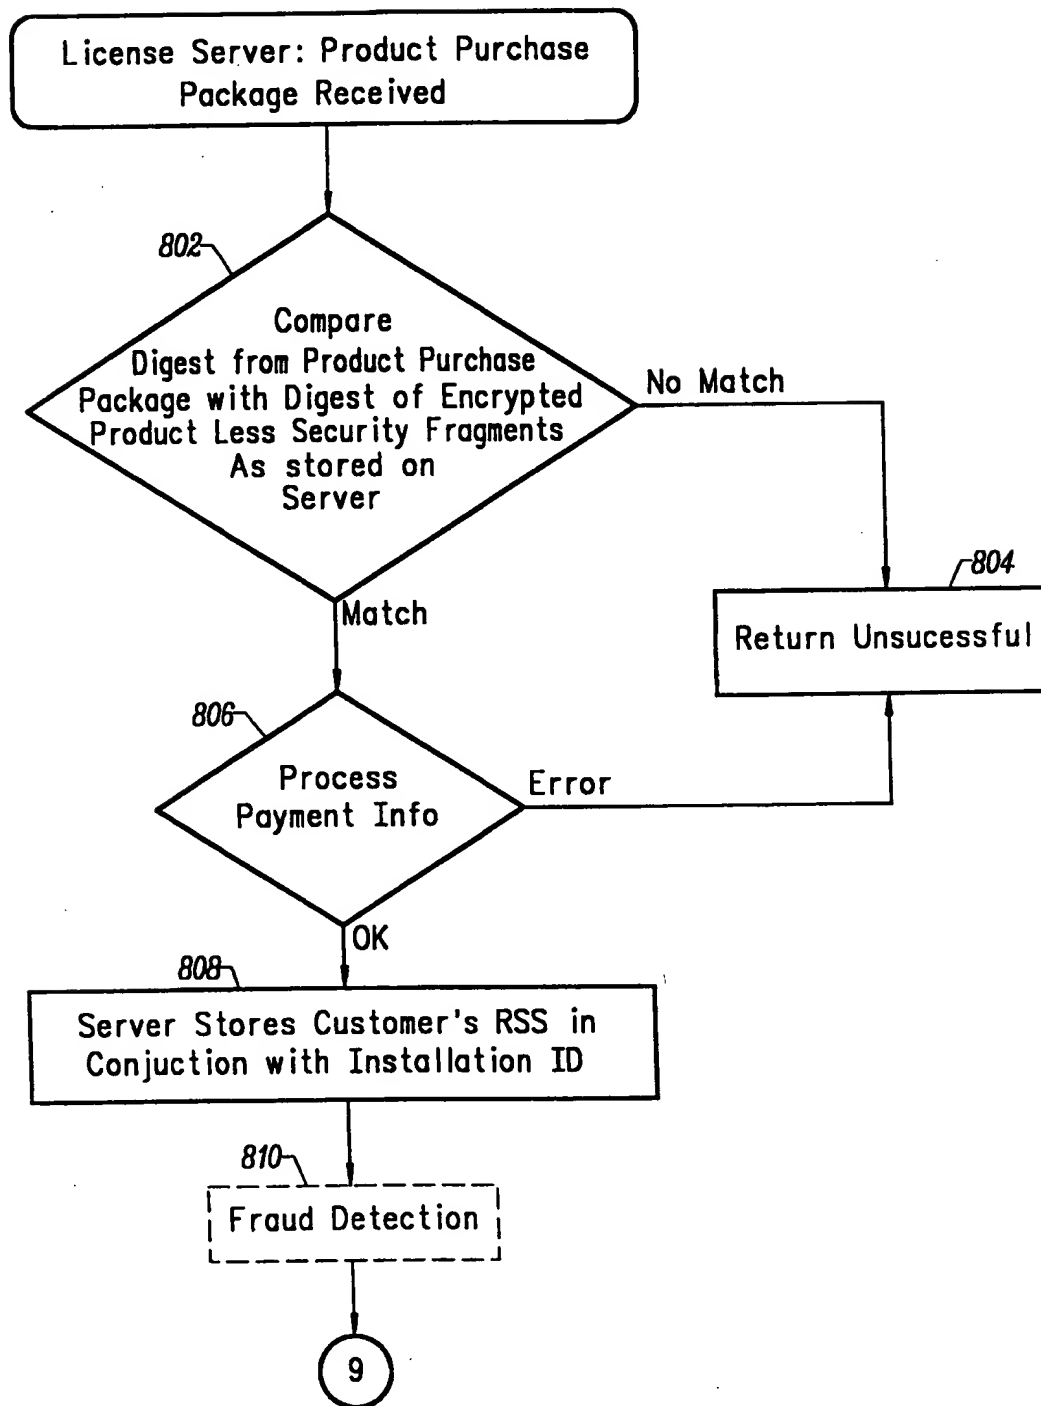 License Server: Product Purchase
Package Received
802
Compare
Digest from Product Purchase
Package with Digest of Encrypted
Product Less Security Fragments
As stored on
Server
No Match
Match
804
Return Unsucessful
806
Process
Payment Info
Error
OK
808
Server Stores Customer's RSS in
Conjuction with Installation ID
810
Fraud Detection
9